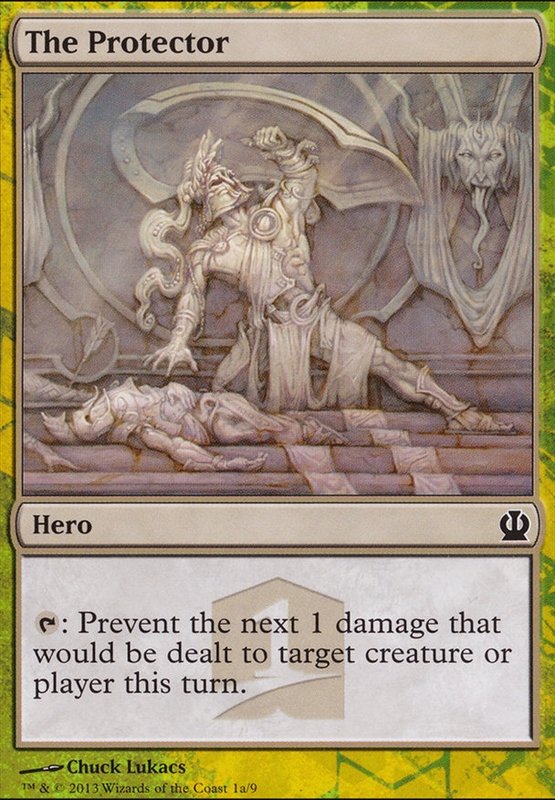 The Protector
Hero
: Prevent the next 1 damage that
would be dealt to target creature or
player this turn.
1
Chuck Lukacs
™ & © 2013 Wizards of the Coast 1a/9